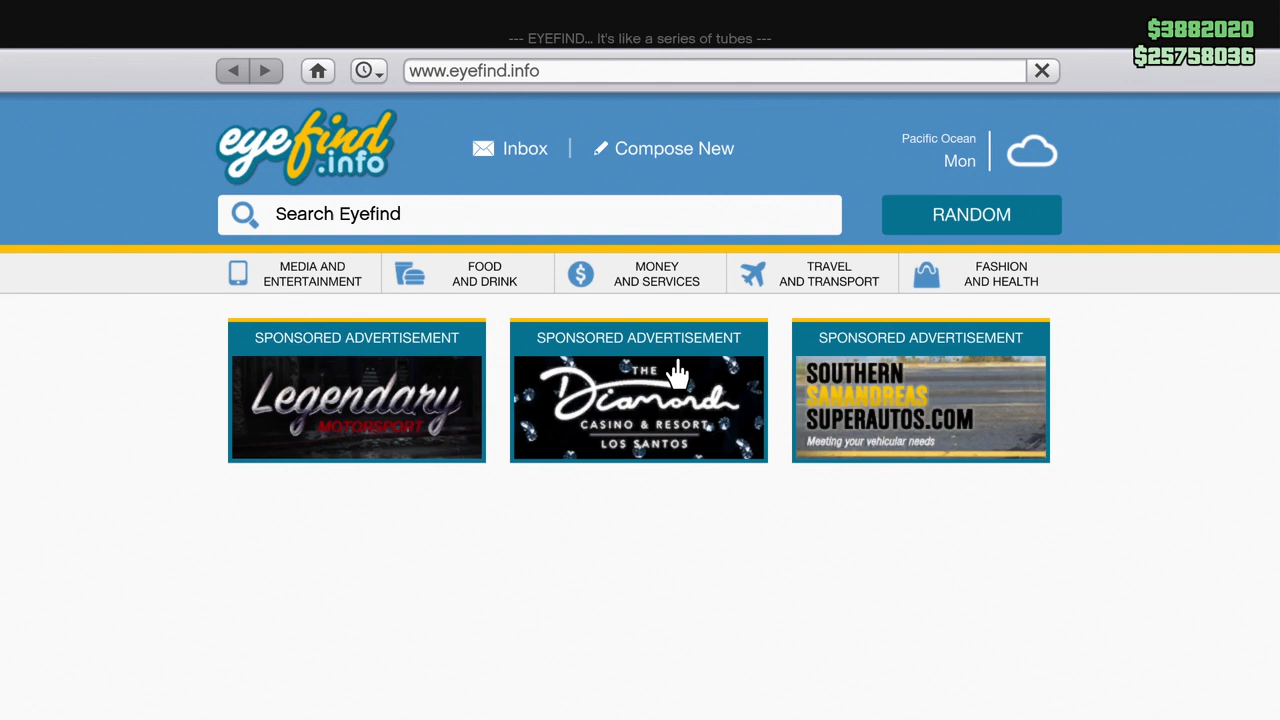 $3882020
--- EYEFIND... It's like a series of tubes ---
$25758036
www.eyefind.info
eyefind
.info
Inbox
Compose New
Pacific Ocean
Mon
Search Eyefind
RANDOM
MEDIA AND
ENTERTAINMENT
FOOD
AND DRINK
MONEY
AND SERVICES
TRAVEL
AND TRANSPORT
FASHION
AND HEALTH
SPONSORED ADVERTISEMENT
Legendary
MOTORSPORT
SPONSORED ADVERTISEMENT
THE
Diamond
CASINO & RESORT
LOS SANTOS
SPONSORED ADVERTISEMENT
SOUTHERN
SANANDREAS
SUPERAUTOS.COM
Meeting your vehicular needs